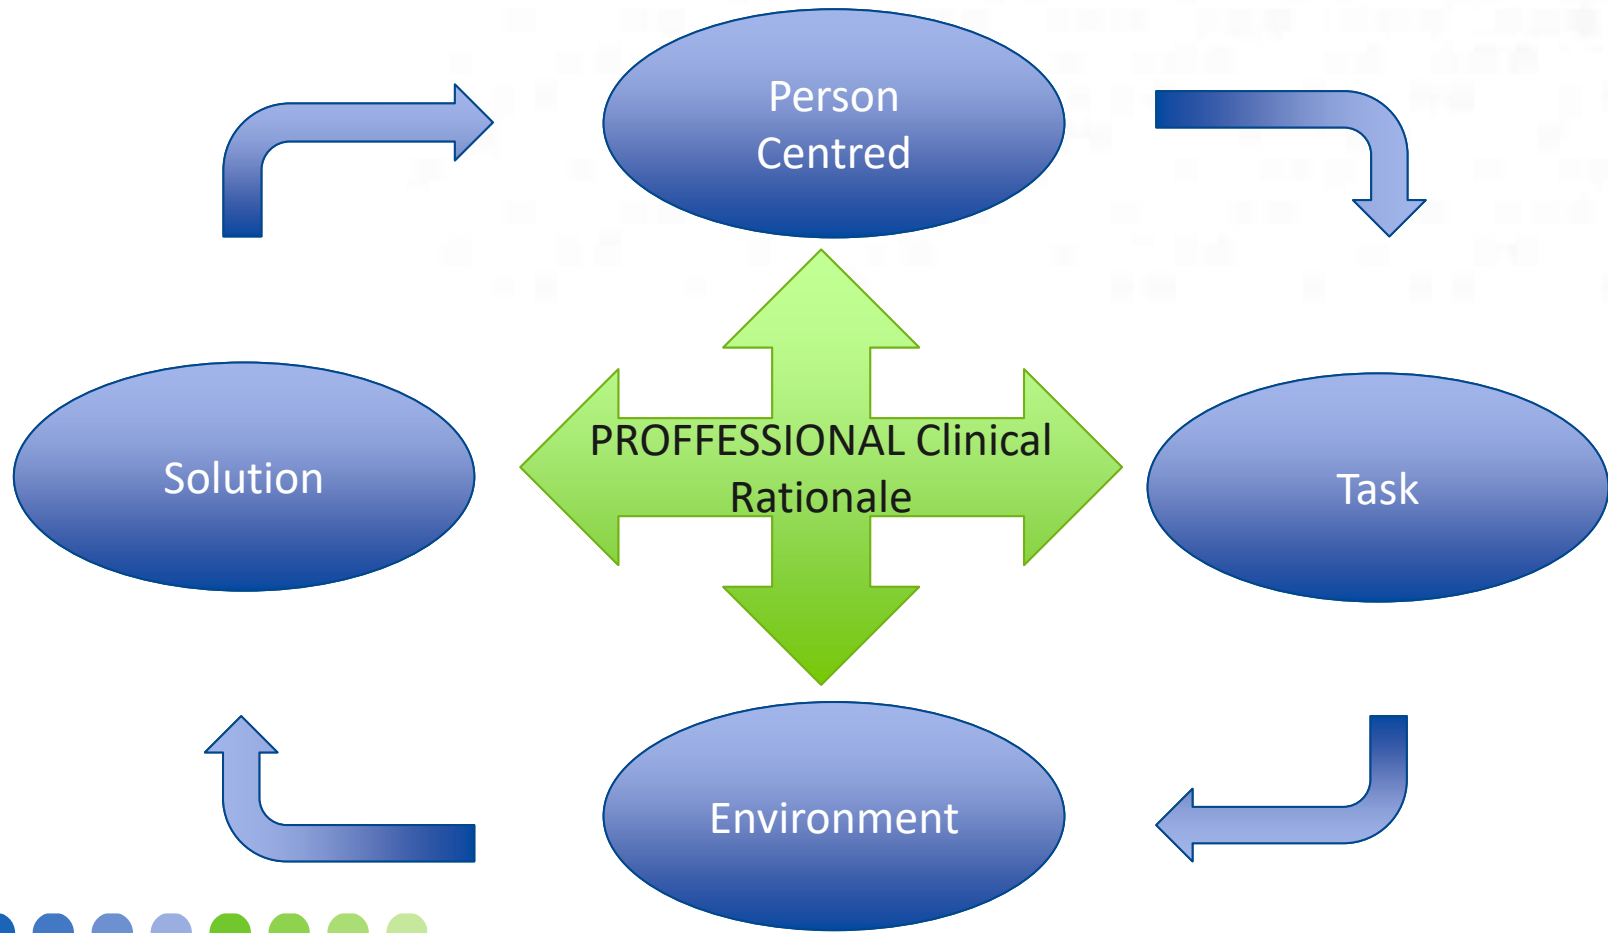 Person
Centred
PROFFESSIONAL Clinical
Rationale
Solution
Task
Environment